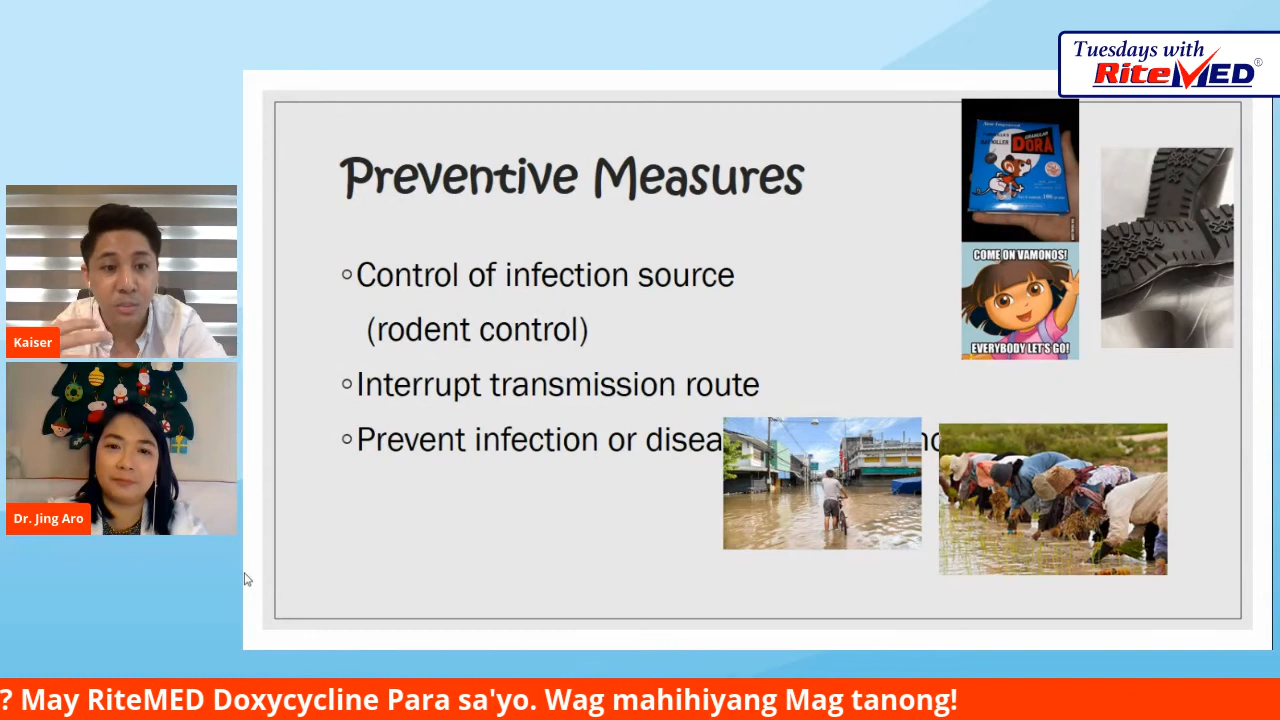 Tuesdays with
RiteMED®
Preventive Measures
Control of infection source
(rodent control)
Interrupt transmission route
Prevent infection or disea
DORA
COME ON VAMONOS!
EVERYBODY LET'S GO!
Kaiser
Dr. Jing Aro
? May RiteMED Doxycycline Para sa'yo. Wag mahihiyang Mag tanong!